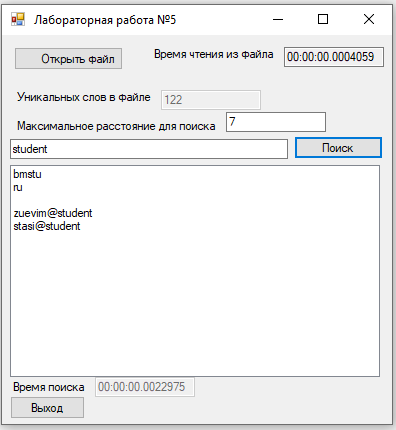 Лабораторная работа №5
Открыть файл
Время чтения из файла 00:00:00.0004059
Уникальных слов в файле 122
Максимальное расстояние для поиска 7
student Поиск
bmstu
ru
zuevim@student
stasi@student
Время поиска 00:00:00.0022975
Выход